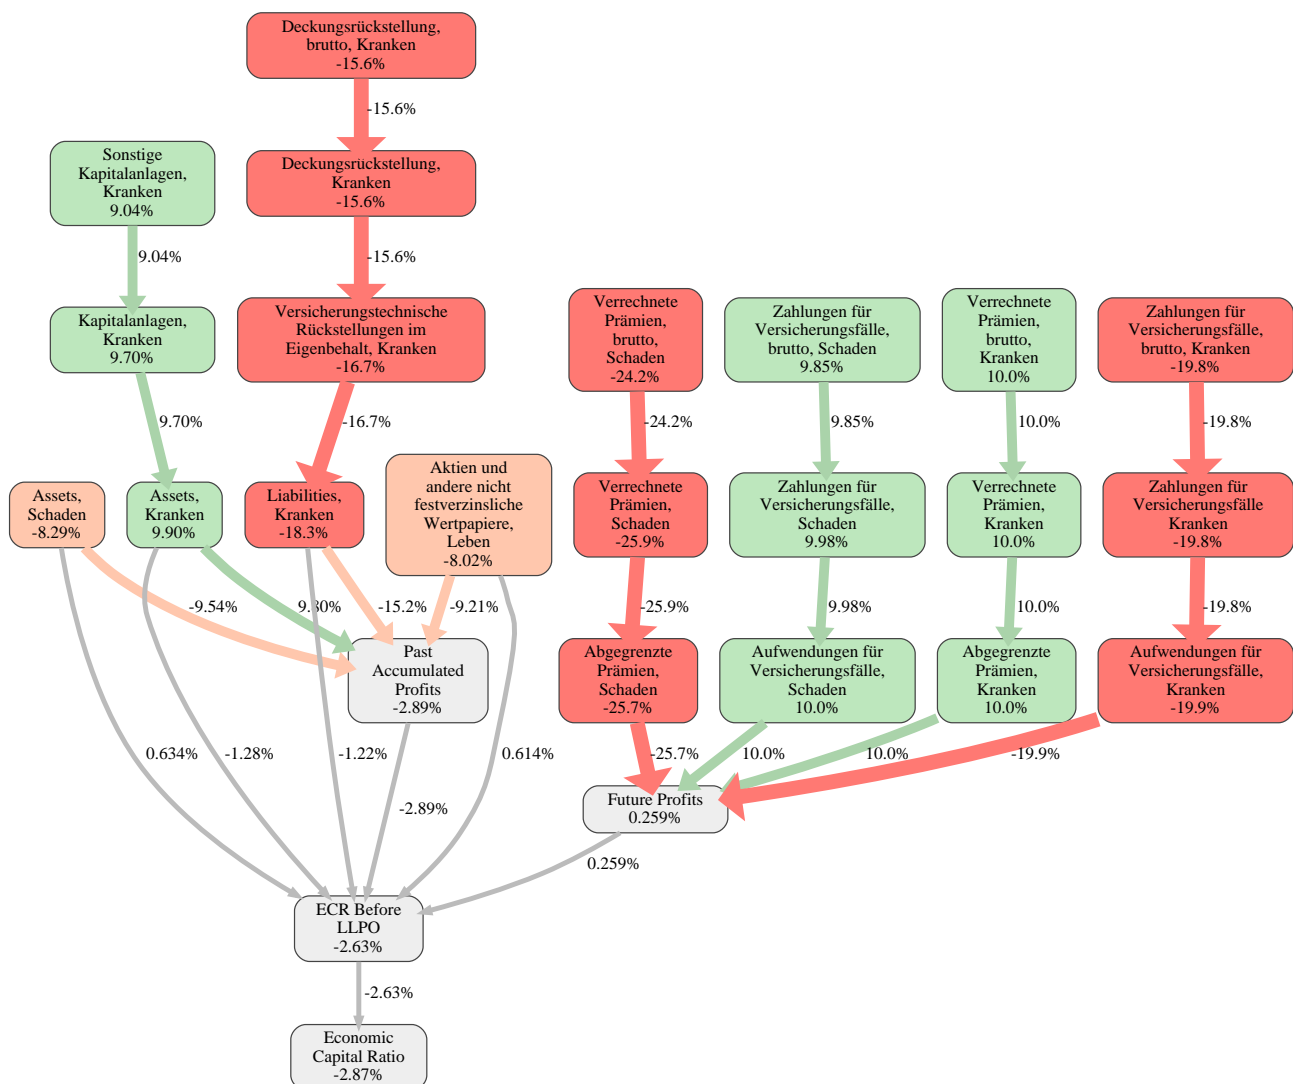 Deckungsrückstellung,
brutto, Kranken
-15.6%
-15.6%
Sonstige
Kapitalanlagen,
Kranken
9.04%
Deckungsrückstellung,
Kranken
-15.6%
9.04%
-15.6%
Kapitalanlagen,
Kranken
9.70%
Versicherungstechnische
Rückstellungen im
Eigenbehalt, Kranken
-16.7%
Verrechnete
Prämien,
brutto,
Schaden
-24.2%
Zahlungen für
Versicherungsfälle,
brutto, Schaden
9.85%
Verrechnete
Prämien,
brutto,
Kranken
10.0%
Zahlungen für
Versicherungsfälle,
brutto, Kranken
-19.8%
9.70%
-16.7%
-24.2%
9.85%
10.0%
-19.8%
Assets,
Schaden
-8.29%
Assets,
Kranken
9.90%
Liabilities,
Kranken
-18.3%
Aktien und
andere nicht
festverzinsliche
Wertpapiere,
Leben
-8.02%
Verrechnete
Prämien,
Schaden
-25.9%
Zahlungen für
Versicherungsfälle,
Schaden
9.98%
Verrechnete
Prämien,
Kranken
10.0%
Zahlungen für
Versicherungsfälle
Kranken
-19.8%
-9.54%
9.80%
-15.2%
-9.21%
-25.9%
9.98%
10.0%
-19.8%
Past
Accumulated
Profits
-2.89%
Abgegrenzte
Prämien,
Schaden
-25.7%
Aufwendungen für
Versicherungsfälle,
Schaden
10.0%
Abgegrenzte
Prämien,
Kranken
10.0%
Aufwendungen für
Versicherungsfälle,
Kranken
-19.9%
0.634%
-1.28%
-1.22%
-2.89%
0.614%
-25.7%
10.0%
10.0%
-19.9%
Future Profits
0.259%
0.259%
ECR Before
LLPO
-2.63%
-2.63%
Economic
Capital Ratio
-2.87%